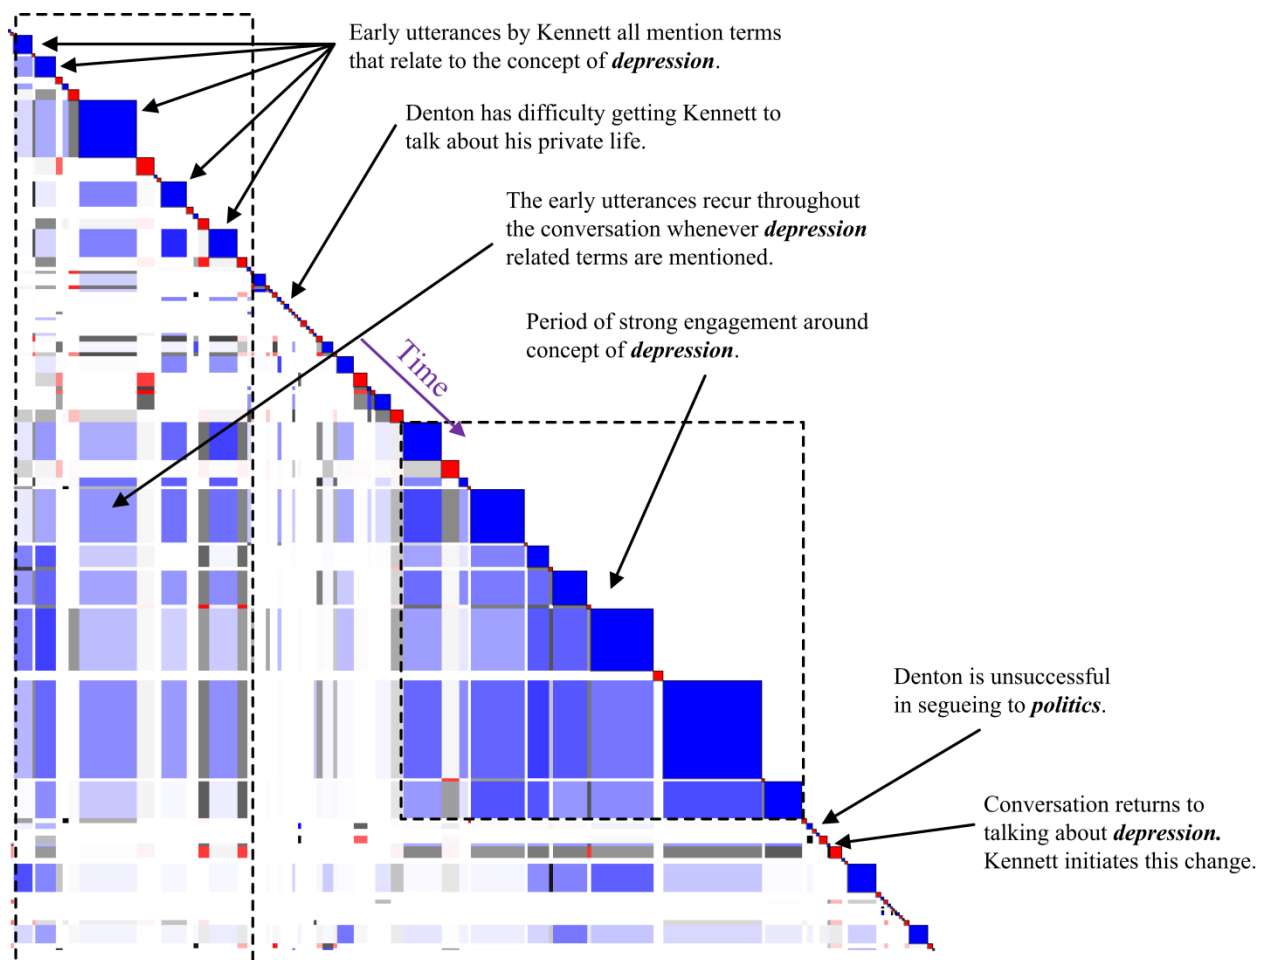 Early utterances by Kennett all mention terms
that relate to the concept of depression.
Denton has difficulty getting Kennett to
talk about his private life.
The early utterances recur throughout
the conversation whenever depression
related terms are mentioned.
Period of strong engagement around
concept of depression.
Time
Denton is unsuccessful
in segueing to politics.
Conversation returns to
talking about depression.
Kennett initiates this change.